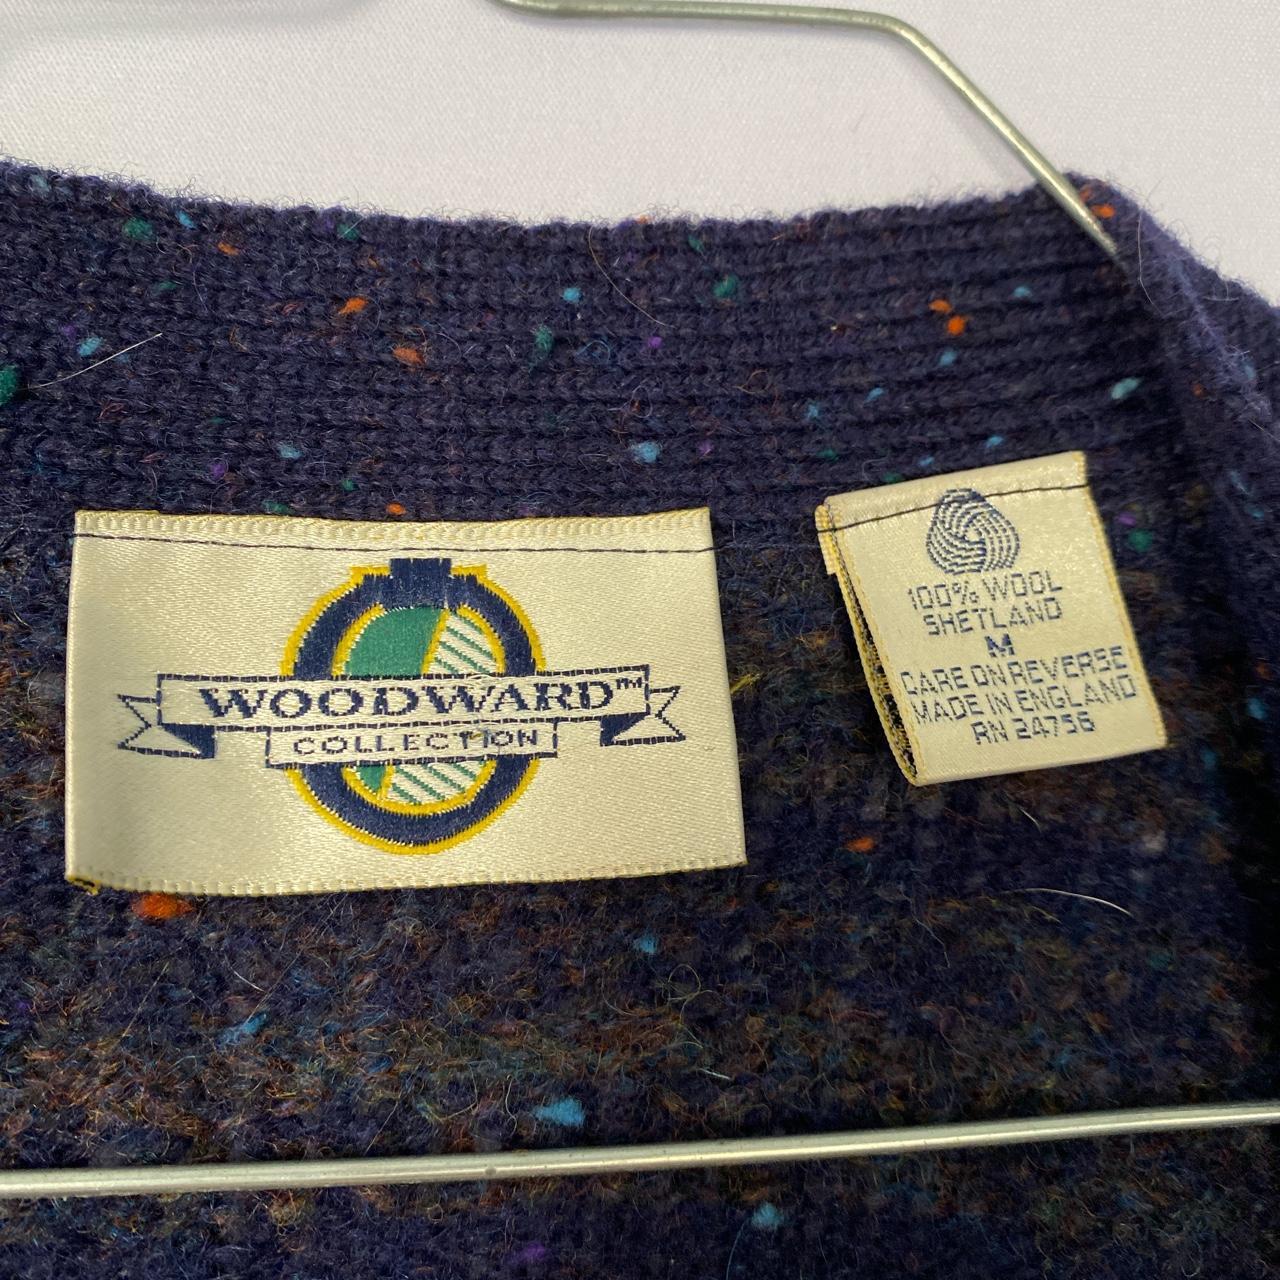 WOODWARD™
COLLECTION
100% WOOL
SHETLAND
M
CARE ON REVERSE
MADE IN ENGLAND
RN 24756